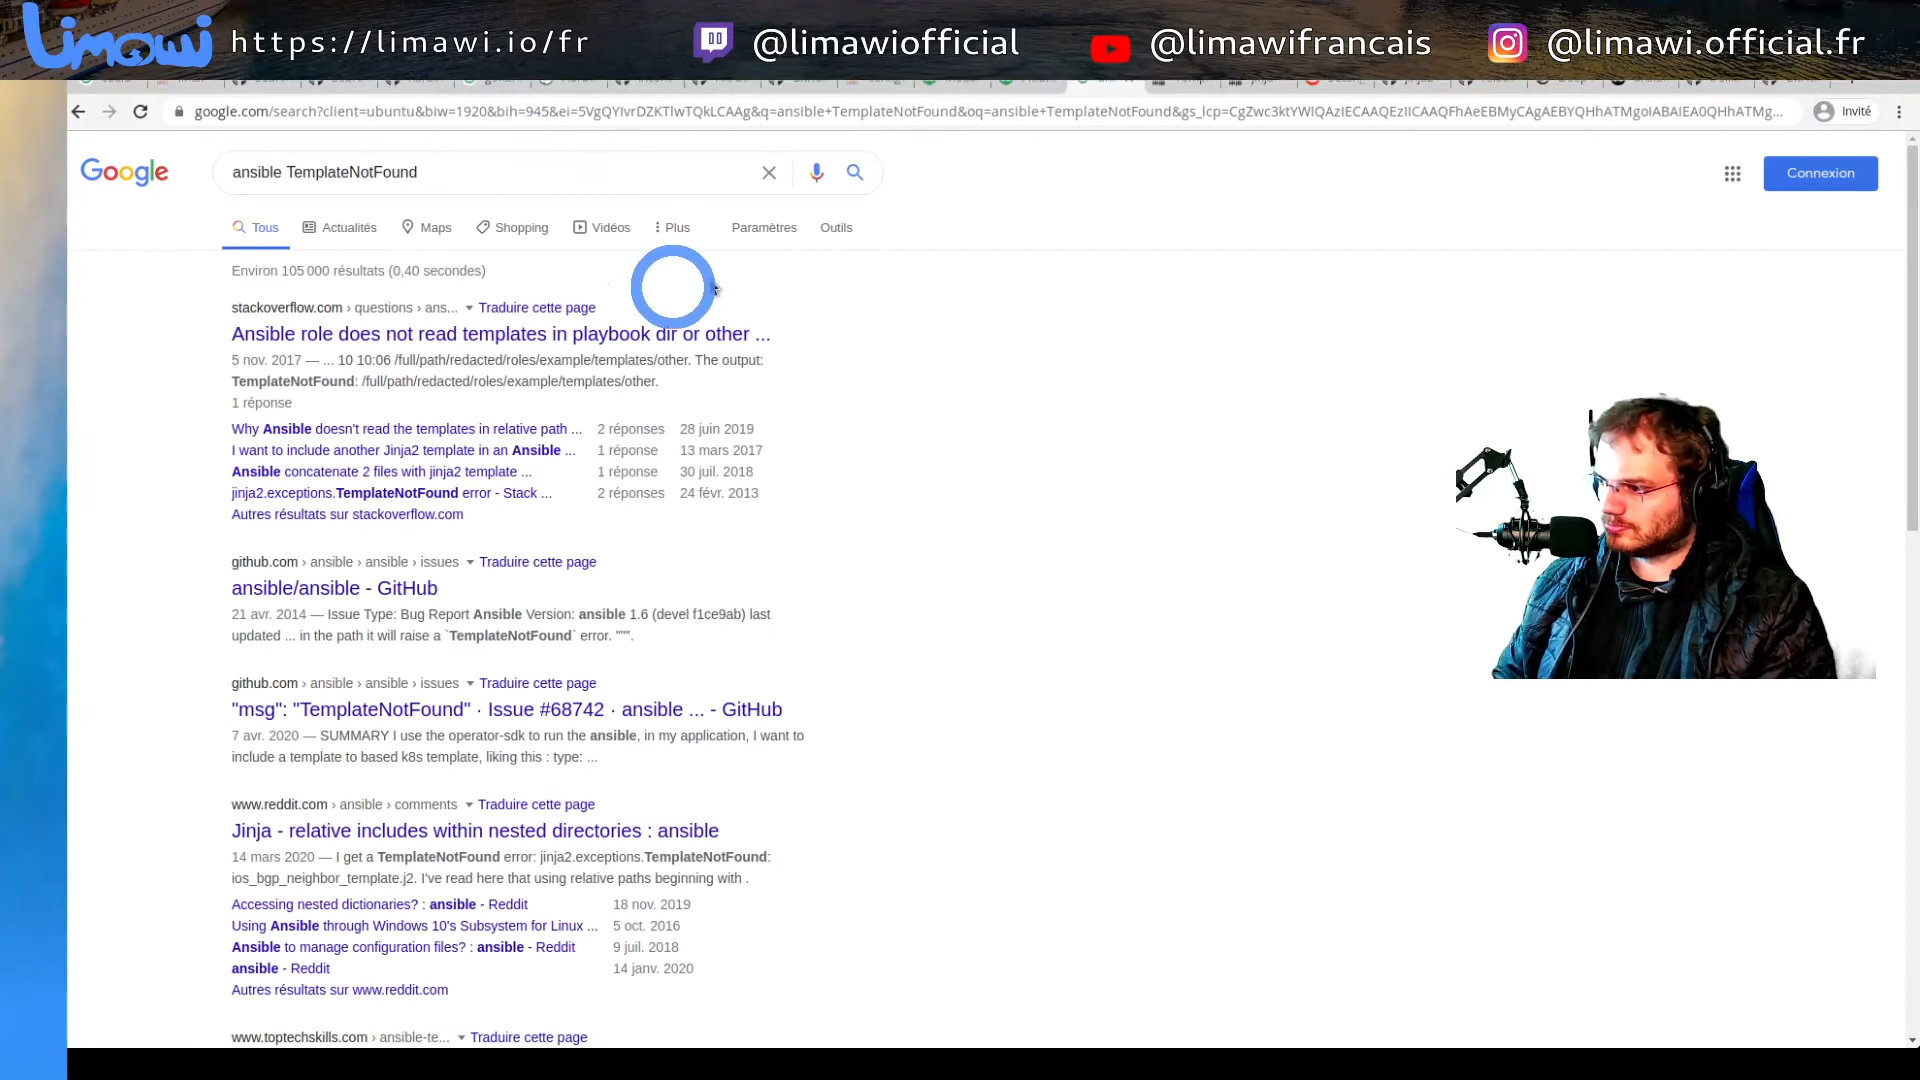 Limawi https://limawi.io/fr @limawiofficial @limawifrancais @limawi.official.fr
google.com/search?client=ubuntu&biw=1920&bih=945&ei=5VgQYIvrDZKTlwTQkLCAAg&q=ansible+TemplateNotFound&oq=ansible+TemplateNotFound&gs_lcp=CgZwc3ktYWIQAzIECAAQEzIICAAQFhAeEBMyCAgAEBYQHhATMgoIABAIEA0QHhATMg... Invité
Google ansible TemplateNotFound Connexion
Tous Actualités Maps Shopping Vidéos Plus Paramètres Outils
Environ 105 000 résultats (0,40 secondes)
stackoverflow.com › questions › ans... Traduire cette page
Ansible role does not read templates in playbook dir or other ...
5 nov. 2017 — ... 10 10:06 /full/path/redacted/roles/example/templates/other. The output:
TemplateNotFound: /full/path/redacted/roles/example/templates/other.
1 réponse
Why Ansible doesn't read the templates in relative path ... 2 réponses 28 juin 2019
I want to include another Jinja2 template in an Ansible ... 1 réponse 13 mars 2017
Ansible concatenate 2 files with jinja2 template ... 1 réponse 30 juil. 2018
jinja2.exceptions.TemplateNotFound error - Stack ... 2 réponses 24 févr. 2013
Autres résultats sur stackoverflow.com
github.com › ansible › ansible › issues Traduire cette page
ansible/ansible - GitHub
21 avr. 2014 — Issue Type: Bug Report Ansible Version: ansible 1.6 (devel f1ce9ab) last
updated ... in the path it will raise a `TemplateNotFound` error. """.
github.com › ansible › ansible › issues Traduire cette page
"msg": "TemplateNotFound" · Issue #68742 · ansible ... - GitHub
7 avr. 2020 — SUMMARY I use the operator-sdk to run the ansible, in my application, I want to
include a template to based k8s template, liking this : type: ...
www.reddit.com › ansible › comments Traduire cette page
Jinja - relative includes within nested directories : ansible
14 mars 2020 — I get a TemplateNotFound error: jinja2.exceptions.TemplateNotFound:
ios_bgp_neighbor_template.j2. I've read here that using relative paths beginning with .
Accessing nested dictionaries? : ansible - Reddit 18 nov. 2019
Using Ansible through Windows 10's Subsystem for Linux ... 5 oct. 2016
Ansible to manage configuration files? : ansible - Reddit 9 juil. 2018
ansible - Reddit 14 janv. 2020
Autres résultats sur www.reddit.com
www.toptechskills.com › ansible-te... Traduire cette page